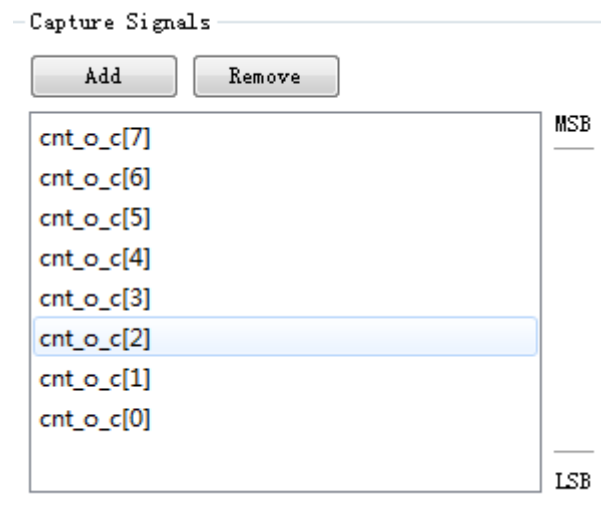 Capture Signals
Add Remove
MSB
cnt_o_c[7]
cnt_o_c[6]
cnt_o_c[5]
cnt_o_c[4]
cnt_o_c[3]
cnt_o_c[2]
cnt_o_c[1]
cnt_o_c[0]
LSB